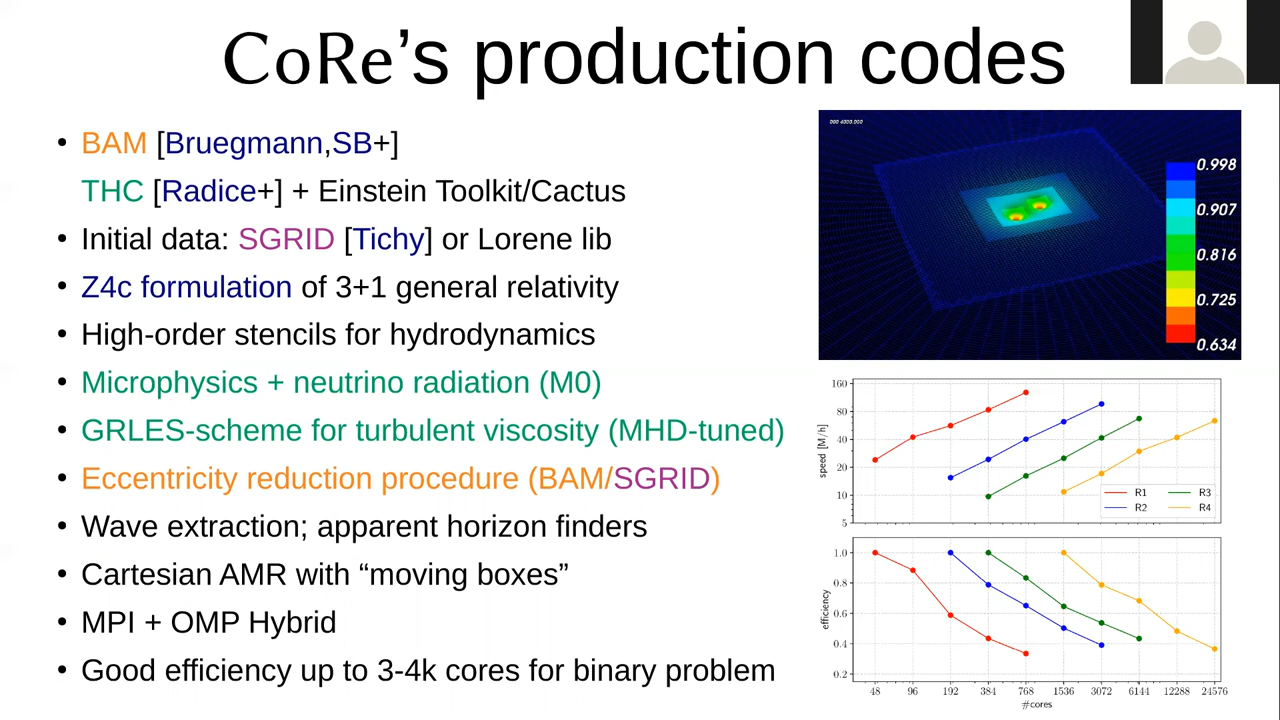 CoRe’s production codes
• BAM [Bruegmann,SB+]
THC [Radice+] + Einstein Toolkit/Cactus
• Initial data: SGRID [Tichy] or Lorene lib
• Z4c formulation of 3+1 general relativity
• High-order stencils for hydrodynamics
• Microphysics + neutrino radiation (M0)
• GRLES-scheme for turbulent viscosity (MHD-tuned)
• Eccentricity reduction procedure (BAM/SGRID)
• Wave extraction; apparent horizon finders
• Cartesian AMR with “moving boxes”
• MPI + OMP Hybrid
• Good efficiency up to 3-4k cores for binary problem
0.998
0.907
0.816
0.725
0.634
speed [M/h]
160
80
40
20
10
5
R1 R3
R2 R4
efficiency
1.0
0.8
0.6
0.4
0.2
48 96 192 384 768 1536 3072 6144 12288 24576
#cores